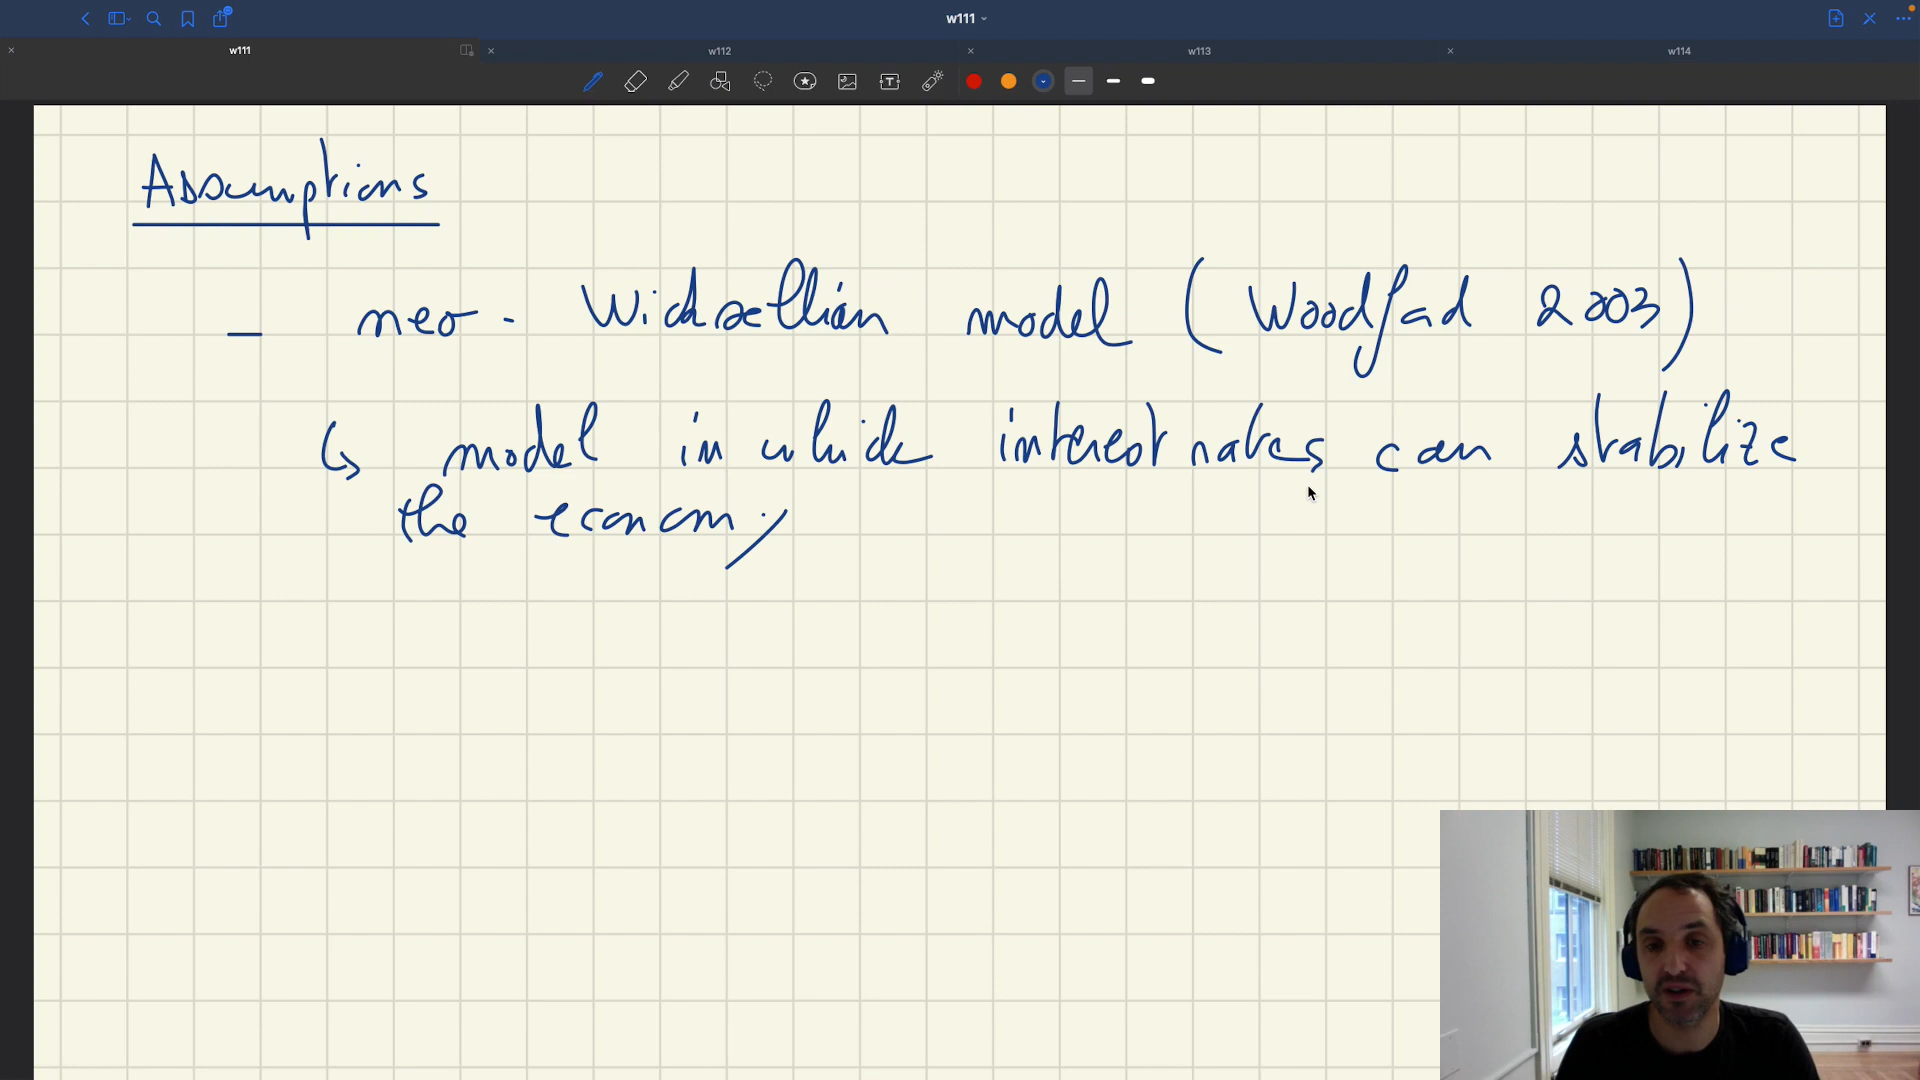 w111
w111
w112
w113
w114
Assumptions
– neo-Wicksellian model (Woodford 2003)
↳ model in which interest rates can stabilize
the economy